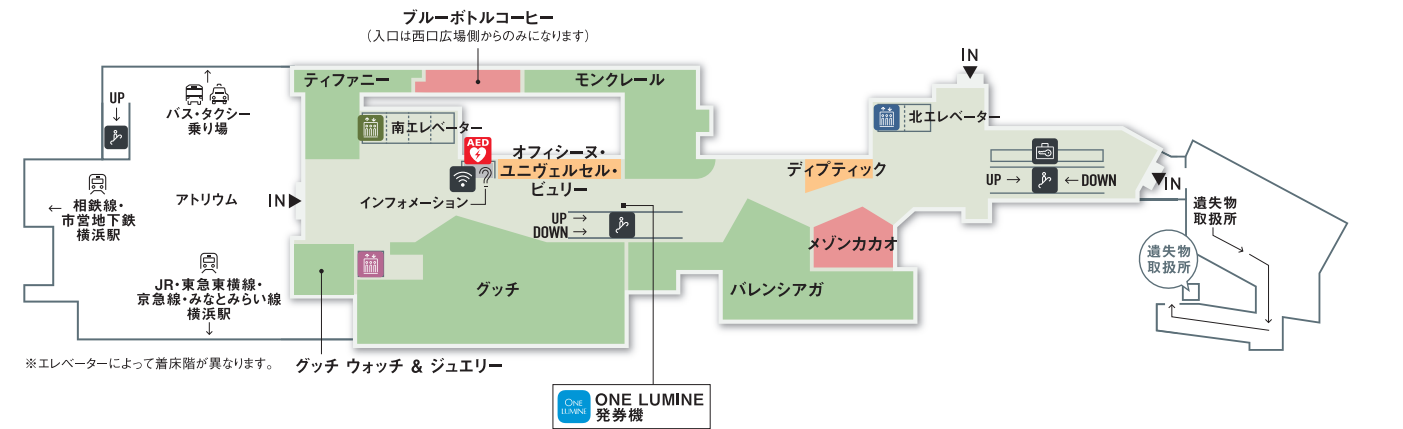 ブルーボトルコーヒー
(入口は西口広場側からのみになります)
ティファニー
モンクレール
IN
UP
バス・タクシー
乗り場
南エレベーター
北エレベーター
AED
オフィシーヌ・
ユニヴェルセル・
ビュリー
ディプティック
UP
DOWN
IN
相鉄線・
市営地下鉄
横浜駅
アトリウム
IN
インフォメーション
UP
DOWN
遺失物
取扱所
遺失物
取扱所
メゾンカカオ
JR・東急東横線・
京急線・みなとみらい線
横浜駅
グッチ
バレンシアガ
※エレベーターによって着床階が異なります。
グッチ ウォッチ & ジュエリー
ONE
LUMINE
ONE LUMINE
発券機